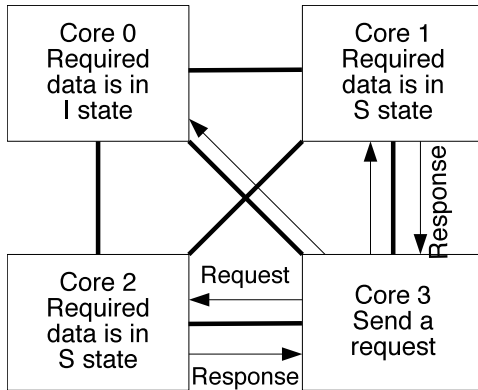 Core 0
Required
data is in
I state
Core 1
Required
data is in
S state
Response
Request
Core 2
Required
data is in
S state
Core 3
Send a
request
Response